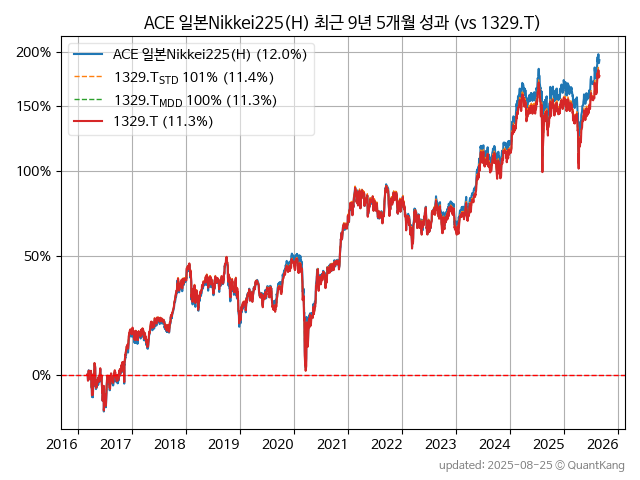 ACE 일본Nikkei225(H) 최근 9년 5개월 성과 (vs 1329.T)
200%
150%
100%
50%
0%
ACE 일본Nikkei225(H) (12.0%)
1329.T_STD 101% (11.4%)
1329.T_MDD 100% (11.3%)
1329.T (11.3%)
2016 2017 2018 2019 2020 2021 2022 2023 2024 2025 2026
updated: 2025-08-25 ⓒ QuantKang